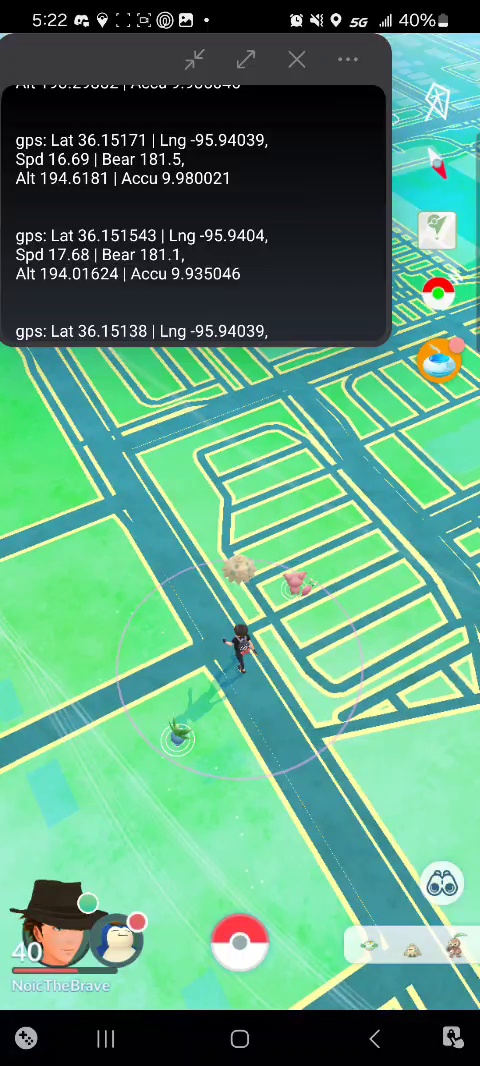 5:22 5G 40%
gps: Lat 36.15171 | Lng -95.94039,
Spd 16.69 | Bear 181.5,
Alt 194.6181 | Accu 9.980021
gps: Lat 36.151543 | Lng -95.9404,
Spd 17.68 | Bear 181.1,
Alt 194.01624 | Accu 9.935046
gps: Lat 36.15138 | Lng -95.94039,
40
NoicTheBrave